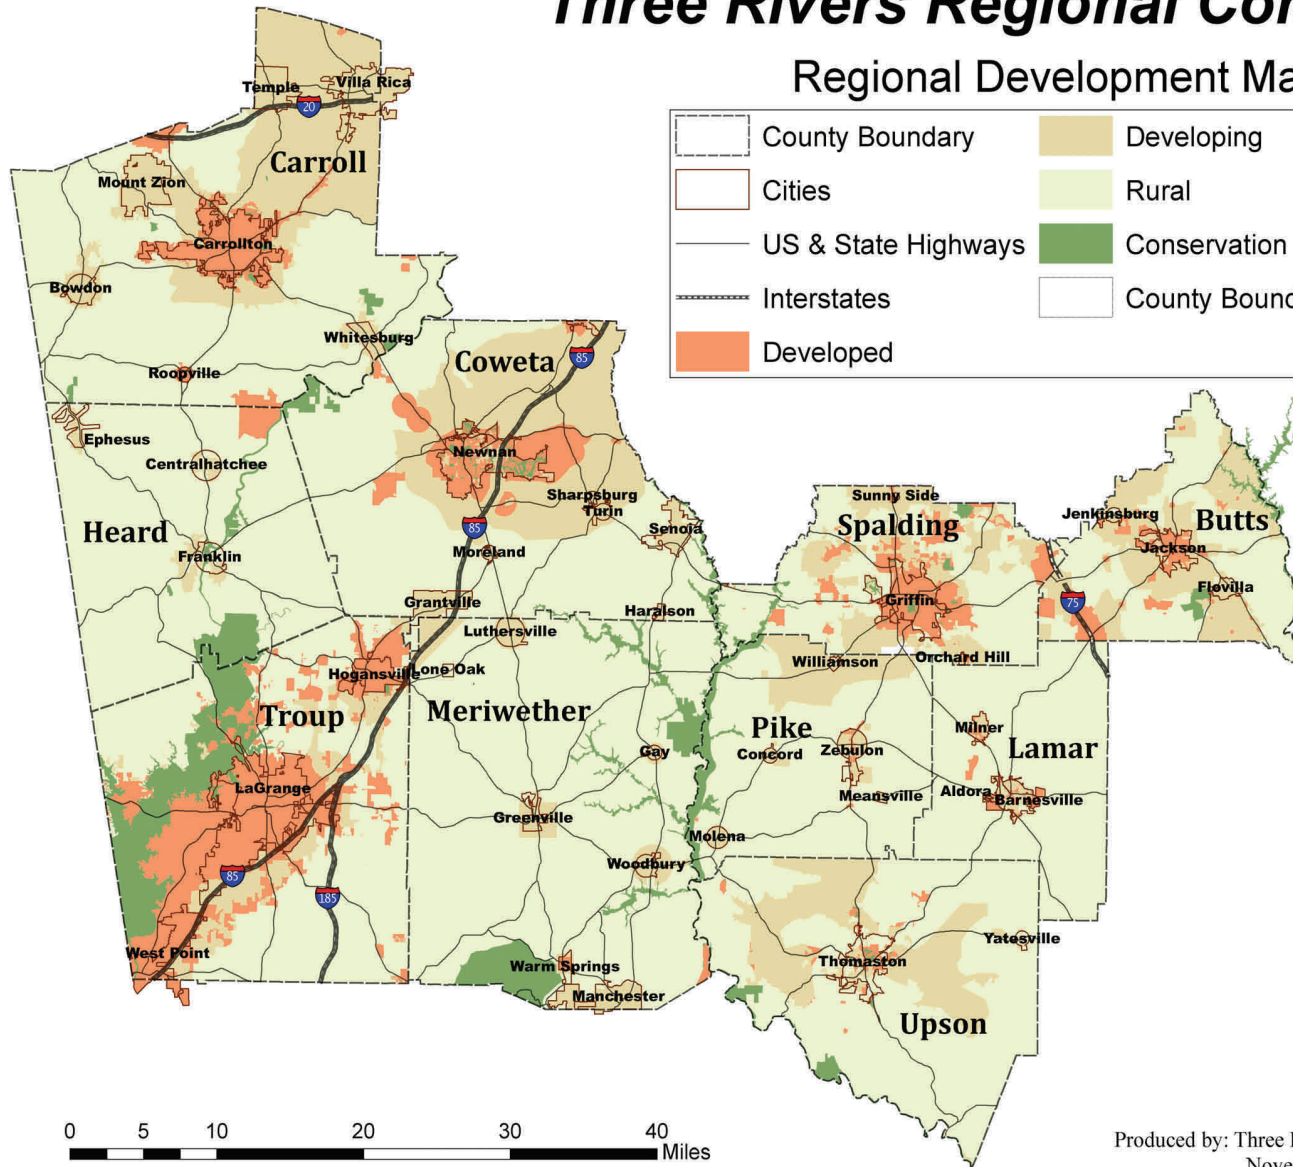 Three Rivers Regional Co
Regional Development Ma
County Boundary
Cities
US & State Highways
Interstates
Developed
Developing
Rural
Conservation
County Bound
Temple
Villa Rica
20
Carroll
Mount Zion
Carrollton
Bowdon
Whitesburg
Roopville
Coweta
85
Ephesus
Centralhatchee
Newnan
Sharpsburg
Turin
Heard
Franklin
85
Senoia
Moreland
Grantville
Haralson
Luthersville
Sunny Side
Spalding
Jenkinsburg
Butts
Jackson
Flovilla
Griffin
75
Hogansville
Lone Oak
Williamson
Orchard Hill
Troup
Meriwether
Pike
Milner
Lamar
Gay
Concord
Zebulon
LaGrange
Meansville
Aldora
Barnesville
Greenville
Molena
Woodbury
85
185
West Point
Warm Springs
Manchester
Yatesville
Thomaston
Upson
0 5 10 20 30 40
Miles
Produced by: Three
Nove